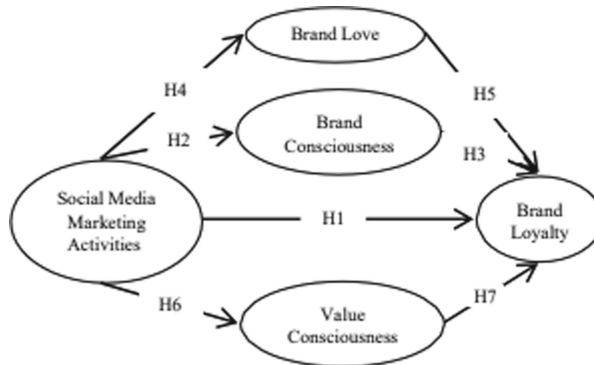 Brand Love
H4
H5
H2
Brand
Consciousness
H3
Social Media
Marketing
Activities
H1
Brand
Loyalty
H6
Value
Consciousness
H7